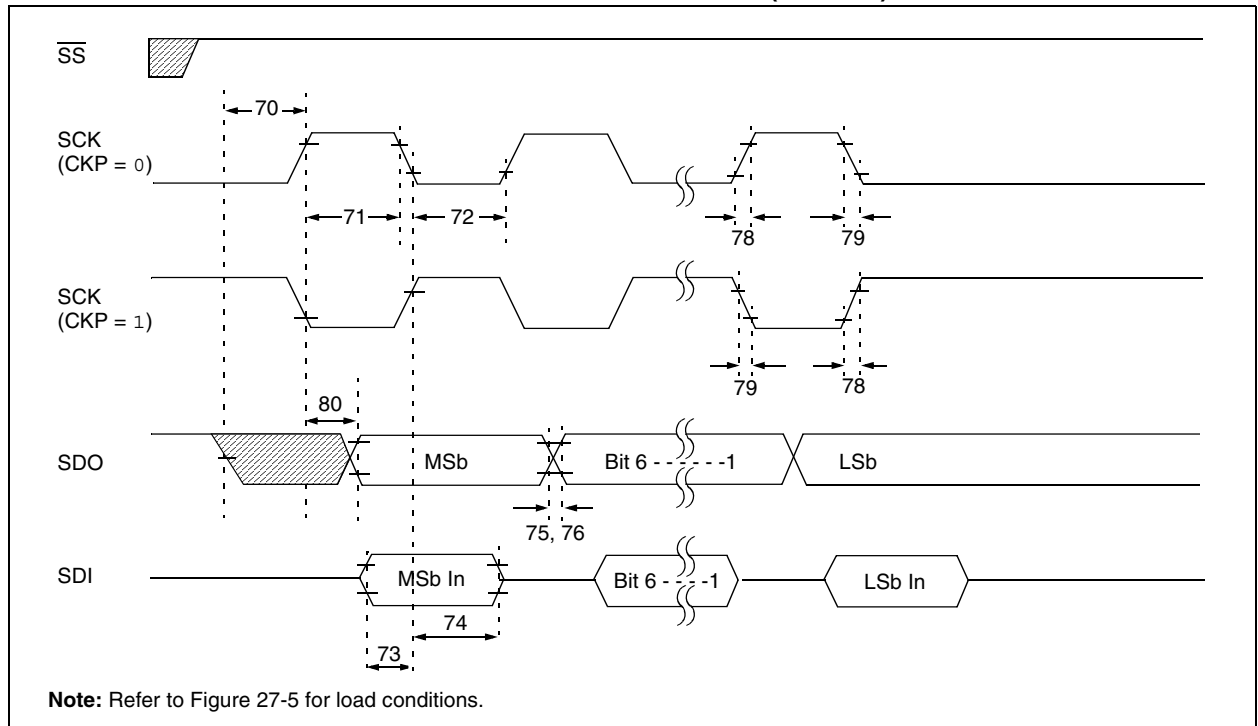 SS
70
SCK
(CKP = 0)
71
72
78
79
SCK
(CKP = 1)
79
78
80
SDO
MSb
Bit 6 - - - - - -1
LSb
75, 76
SDI
MSb In
Bit 6 - - - -1
LSb In
74
73
Note: Refer to Figure 27-5 for load conditions.